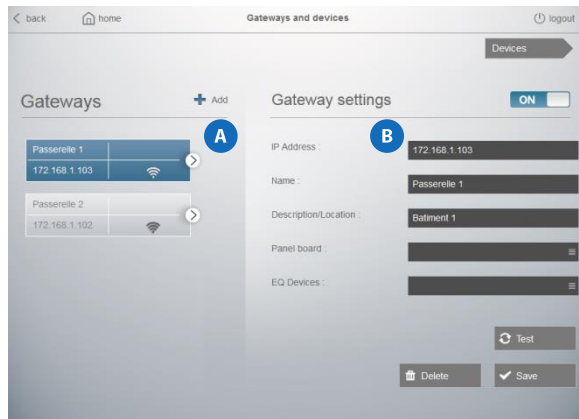 back
home
Gateways and devices
logout
Devices
Gateways
Add
A
Passerelle 1
172.168.1.103
Passerelle 2
172.168.1.102
Gateway settings
ON
B
IP Address :
172.168.1.103
Name :
Passerelle 1
Description/Location :
Batiment 1
Panel board :
EQ Devices :
Test
Delete
Save